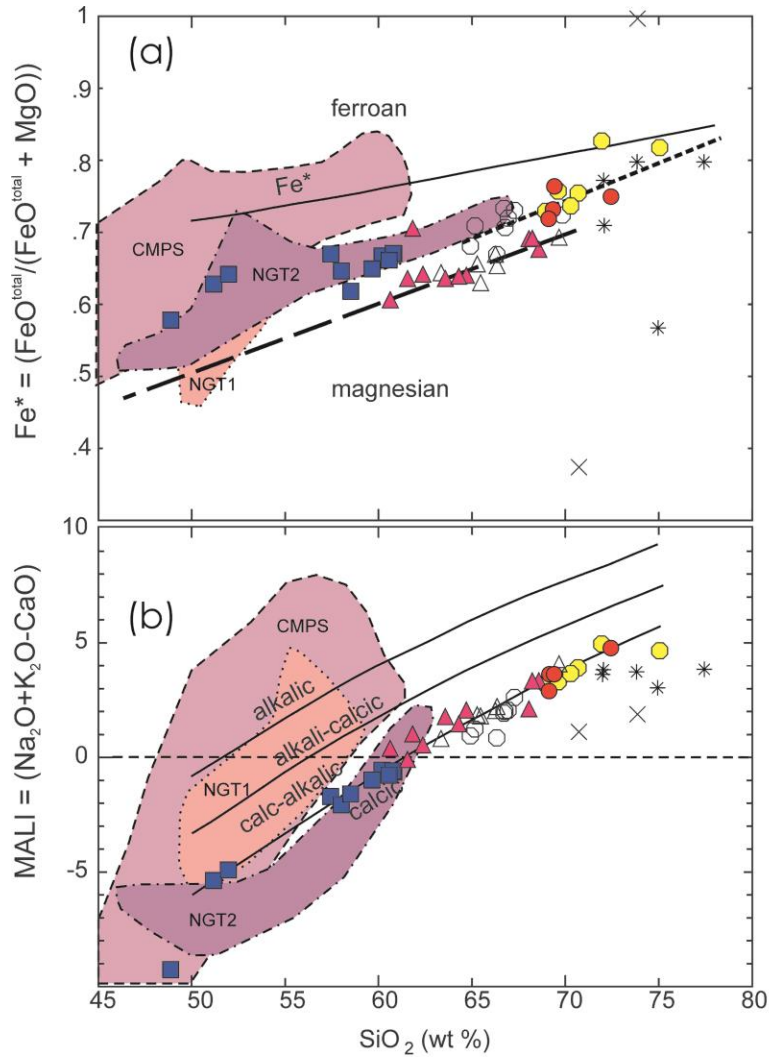 1
(a)
ferroan
.9
.8
Fe*
.7
CMPS
NGT2
.6
.5
NGT1
magnesian
.4
Fe* = (FeOᵗᵒᵗᵃˡ/(FeOᵗᵒᵗᵃˡ + MgO))
10
(b)
CMPS
5
alkalic
alkali-calcic
NGT1
calc-alkalic
calcic
0
-5
NGT2
MALI = (Na₂O+K₂O-CaO)
45 50 55 60 65 70 75 80
SiO₂ (wt %)